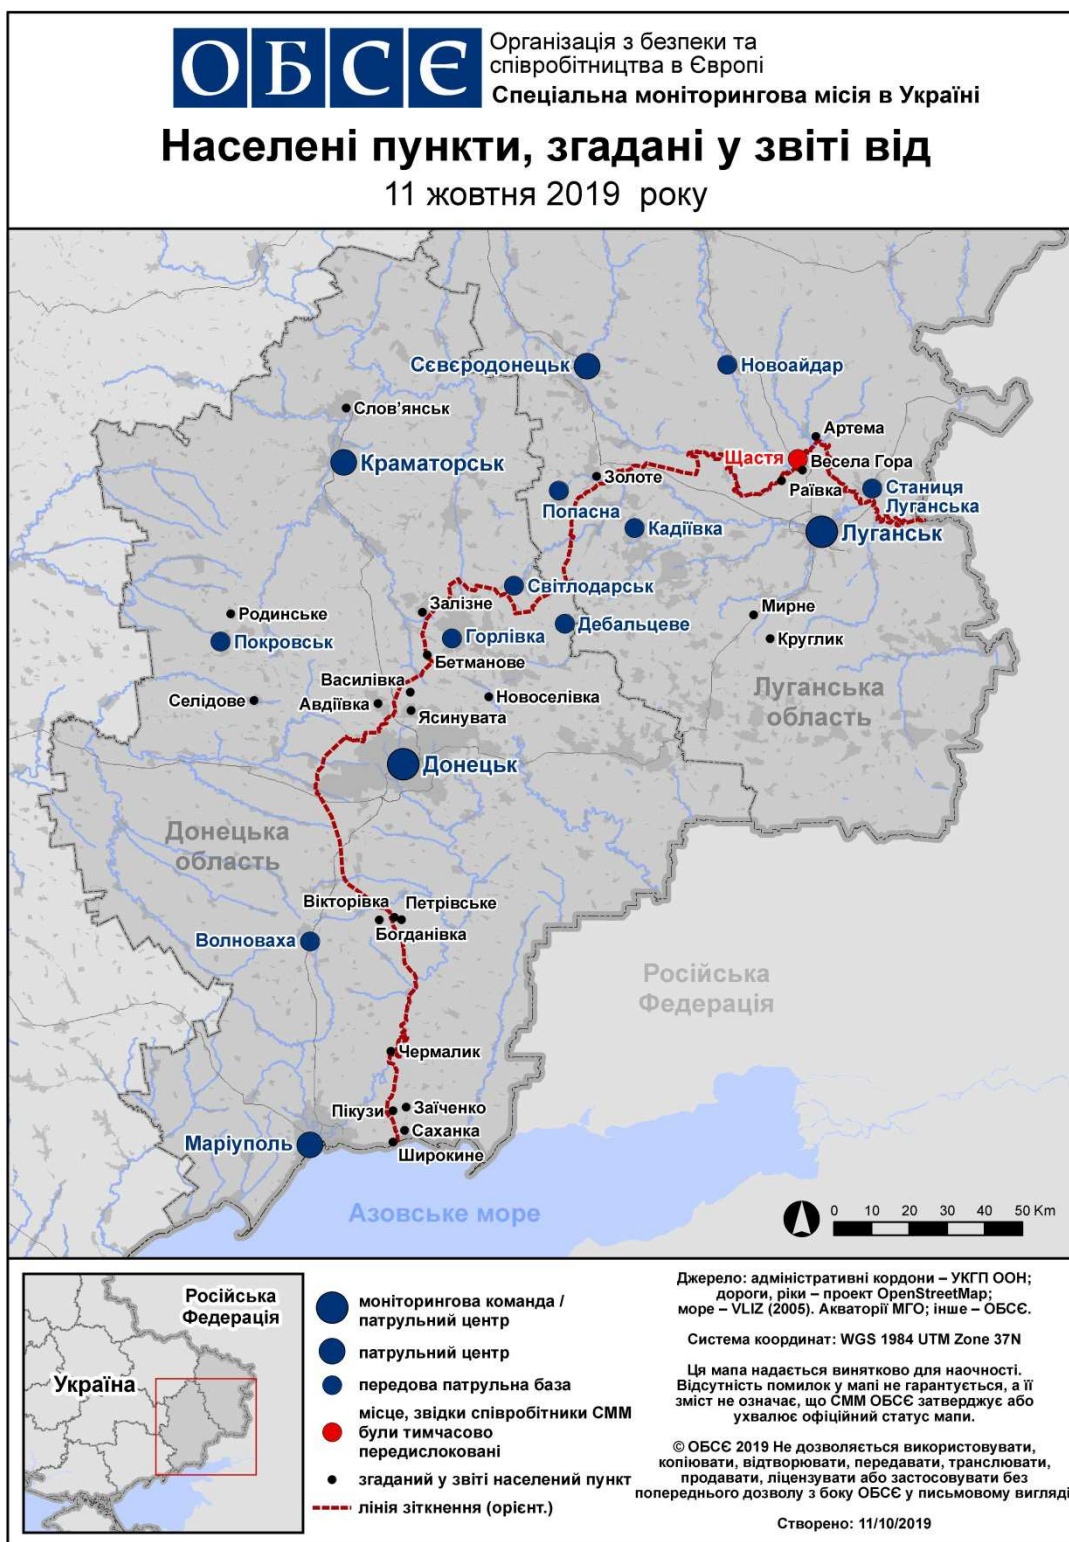 ОБСЄ
Організація з безпеки та
співробітництва в Європі
Спеціальна моніторингова місія в Україні
Населені пункти, згадані у звіті від
11 жовтня 2019 року
Сєвєродонецьк
Новоайдар
Слов’янськ
Артема
Щастя
Краматорськ
Весела Гора
Золоте
Раївка
Станиця
Луганська
Попасна
Кадіївка
Луганськ
Світлодарськ
Залізне
Мирне
Родинське
Дебальцеве
Горлівка
Покровськ
Круглик
Бетманове
Василівка
Луганська
область
Новоселівка
Селідове
Авдіївка
Ясинувата
Донецьк
Донецька
область
Вікторівка
Петрівське
Богданівка
Волноваха
Російська
Федерація
Чермалик
Заїченко
Пікузи
Саханка
Маріуполь
Широкине
Азовське море
0 10 20 30 40 50 Km
Російська
Федерація
Україна
моніторингова команда /
патрульний центр
патрульний центр
передова патрульна база
місце, звідки співробітники СММ
були тимчасово
передислоковані
згаданий у звіті населений пункт
лінія зіткнення (орієнт.)
Джерело: адміністративні кордони – УКГП ООН;
дороги, ріки – проект OpenStreetMap;
море – VLIZ (2005). Акваторії МГО; інше – ОБСЄ.
Система координат: WGS 1984 UTM Zone 37N
Ця мапа надається винятково для наочності.
Відсутність помилок у мапі не гарантується, а її
зміст не означає, що СММ ОБСЄ затверджує або
ухвалює офіційний статус мапи.
© ОБСЄ 2019 Не дозволяється використовувати,
копіювати, відтворювати, передавати, транслювати,
продавати, ліцензувати або застосовувати без
попереднього дозволу з боку ОБСЄ у письмовому вигляді
Створено: 11/10/2019